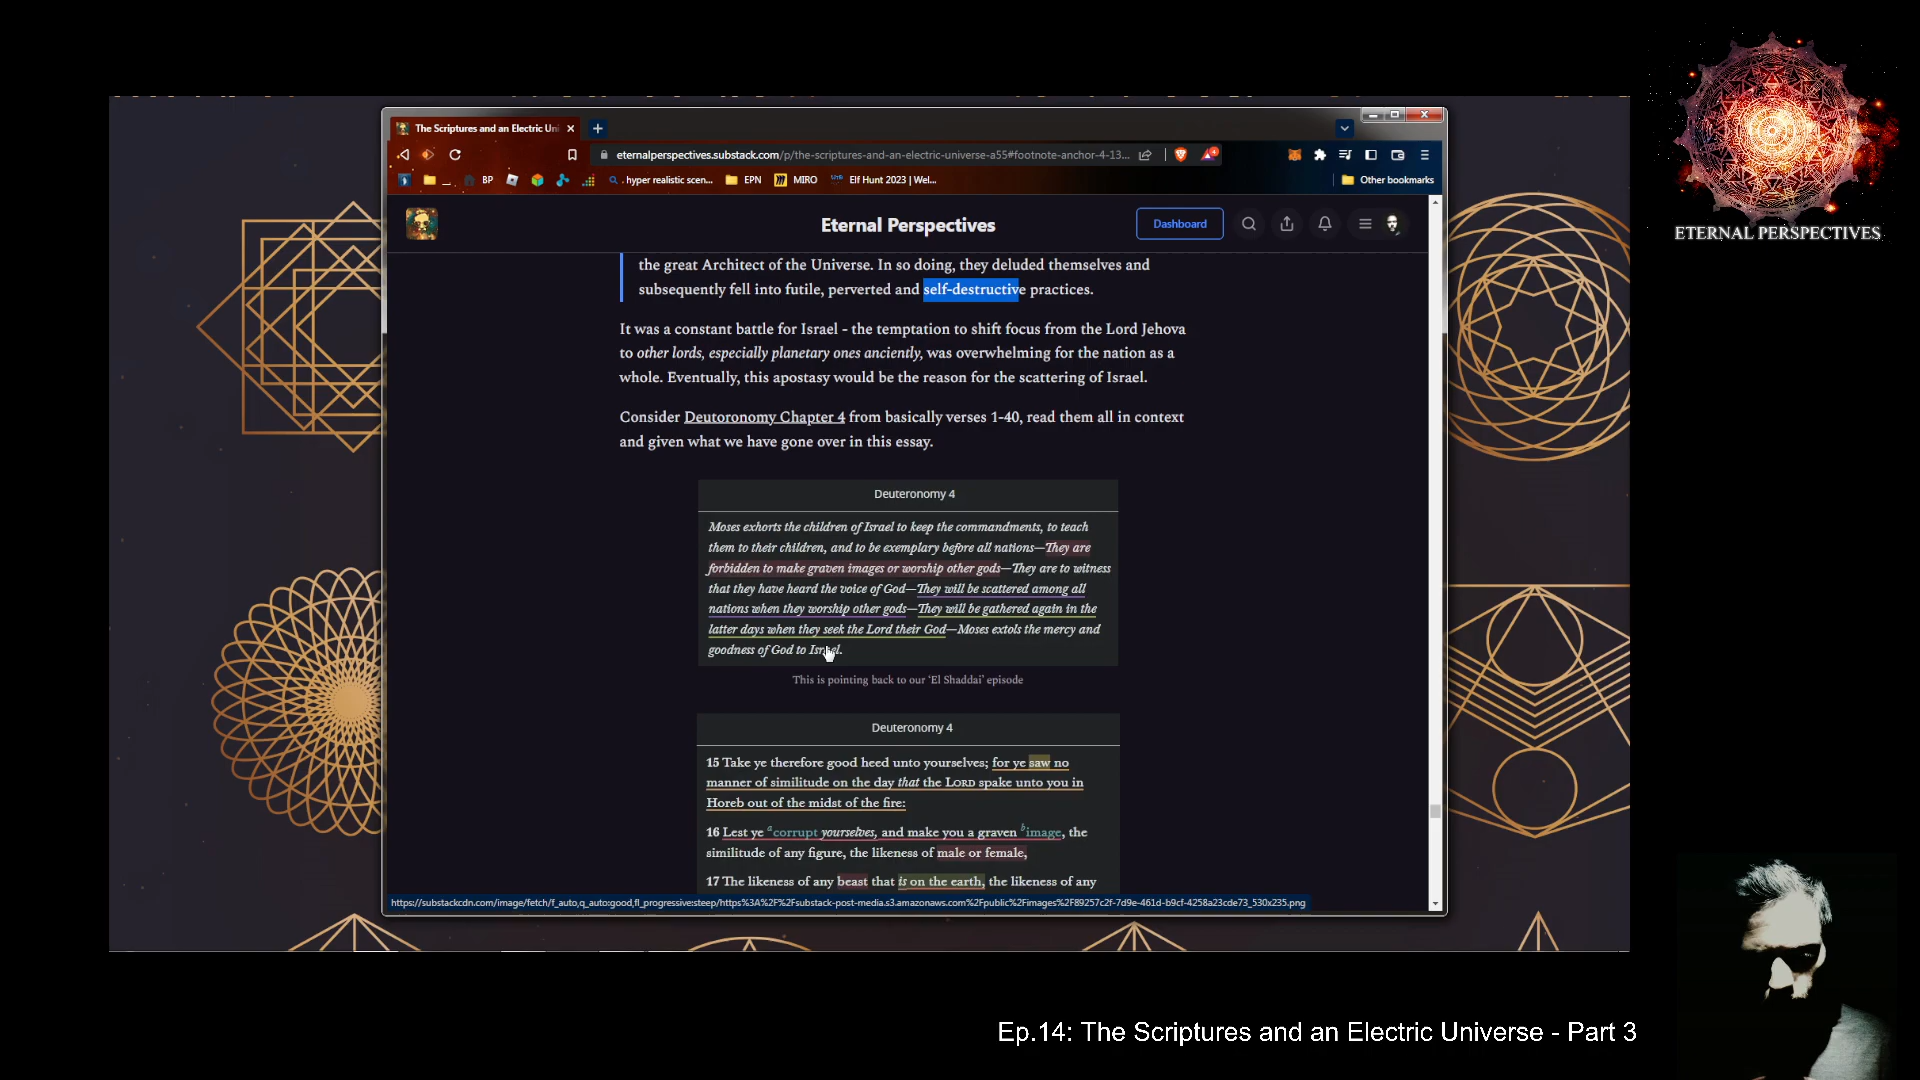 The Scriptures and an Electric Uni
eternalperspectives.substack.com/p/the-scriptures-and-an-electric-universe-a55#footnote-anchor-4-13...
BP
. hyper realistic scen...
EPN
MIRO
Elf Hunt 2023 | Wel...
Other bookmarks
Eternal Perspectives
Dashboard
the great Architect of the Universe. In so doing, they deluded themselves and
subsequently fell into futile, perverted and self-destructive practices.
It was a constant battle for Israel - the temptation to shift focus from the Lord Jehova
to other lords, especially planetary ones anciently, was overwhelming for the nation as a
whole. Eventually, this apostasy would be the reason for the scattering of Israel.
Consider Deutoronomy Chapter 4 from basically verses 1-40, read them all in context
and given what we have gone over in this essay.
Deuteronomy 4
Moses exhorts the children of Israel to keep the commandments, to teach
them to their children, and to be exemplary before all nations—They are
forbidden to make graven images or worship other gods—They are to witness
that they have heard the voice of God—They will be scattered among all
nations when they worship other gods—They will be gathered again in the
latter days when they seek the Lord their God—Moses extols the mercy and
goodness of God to Israel.
This is pointing back to our ‘El Shaddai’ episode
Deuteronomy 4
15 Take ye therefore good heed unto yourselves; for ye saw no
manner of similitude on the day that the LORD spake unto you in
Horeb out of the midst of the fire:
16 Lest ye a corrupt yourselves, and make you a graven b image, the
similitude of any figure, the likeness of male or female,
17 The likeness of any beast that is on the earth, the likeness of any
https://substackcdn.com/image/fetch/f_auto,q_auto:good,fl_progressive:steep/https%3A%2F%2Fsubstack-post-media.s3.amazonaws.com%2Fpublic%2Fimages%2F89257c2f-7d9e-461d-b9cf-4258a23cde73_530x235.png
ETERNAL PERSPECTIVES
Ep.14: The Scriptures and an Electric Universe - Part 3